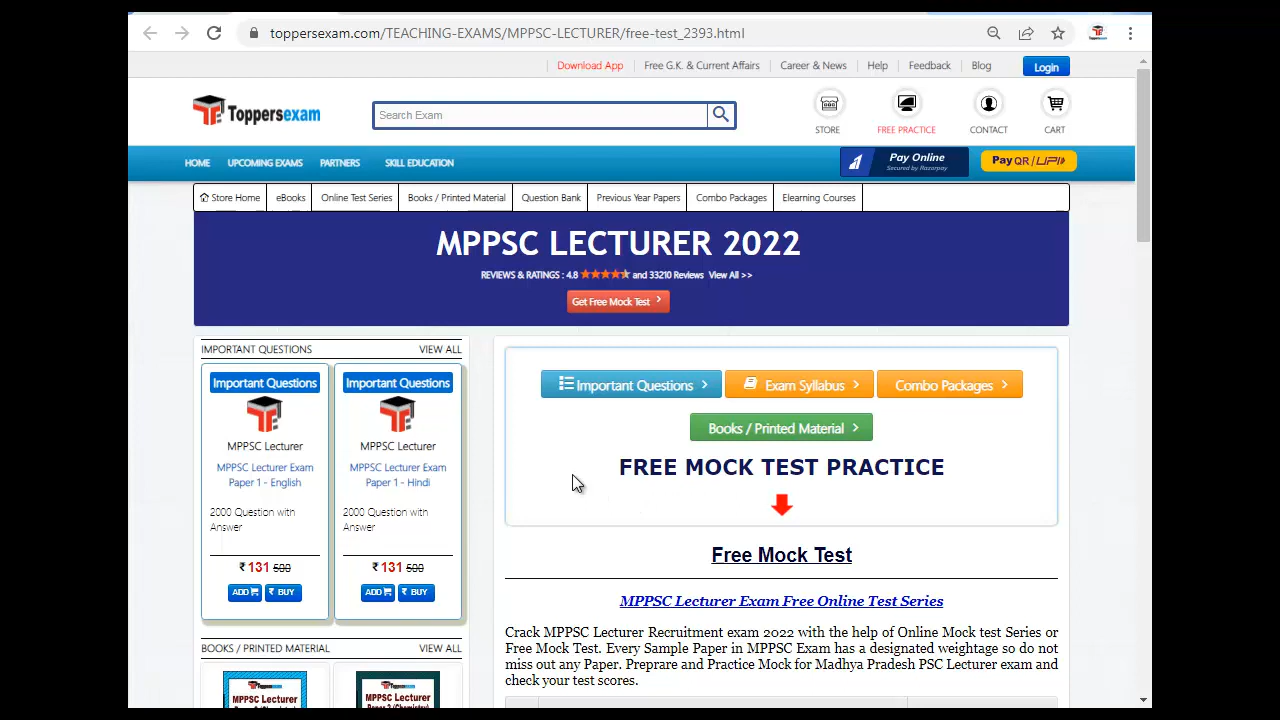 toppersexam.com/TEACHING-EXAMS/MPPSC-LECTURER/free-test_2393.html
Download App Free G.K. & Current Affairs Career & News Help Feedback Blog Login
Toppersexam
Search Exam
STORE FREE PRACTICE CONTACT CART
HOME UPCOMING EXAMS PARTNERS SKILL EDUCATION
Pay Online
Secured by Razorpay
Pay QR/UPI
Store Home eBooks Online Test Series Books / Printed Material Question Bank Previous Year Papers Combo Packages Elearning Courses
MPPSC LECTURER 2022
REVIEWS & RATINGS : 4.8 and 33210 Reviews View All >>
Get Free Mock Test
IMPORTANT QUESTIONS VIEW ALL
Important Questions
MPPSC Lecturer
MPPSC Lecturer Exam
Paper 1 - English
2000 Question with
Answer
₹ 131 500
ADD ₹ BUY
Important Questions
MPPSC Lecturer
MPPSC Lecturer Exam
Paper 1 - Hindi
2000 Question with
Answer
₹ 131 500
ADD ₹ BUY
BOOKS / PRINTED MATERIAL VIEW ALL
Toppersexam
MPPSC Lecturer
Toppersexam
MPPSC Lecturer
Important Questions Exam Syllabus Combo Packages
Books / Printed Material
FREE MOCK TEST PRACTICE
Free Mock Test
MPPSC Lecturer Exam Free Online Test Series
Crack MPPSC Lecturer Recruitment exam 2022 with the help of Online Mock test Series or
Free Mock Test. Every Sample Paper in MPPSC Exam has a designated weightage so do not
miss out any Paper. Preprare and Practice Mock for Madhya Pradesh PSC Lecturer exam and
check your test scores.